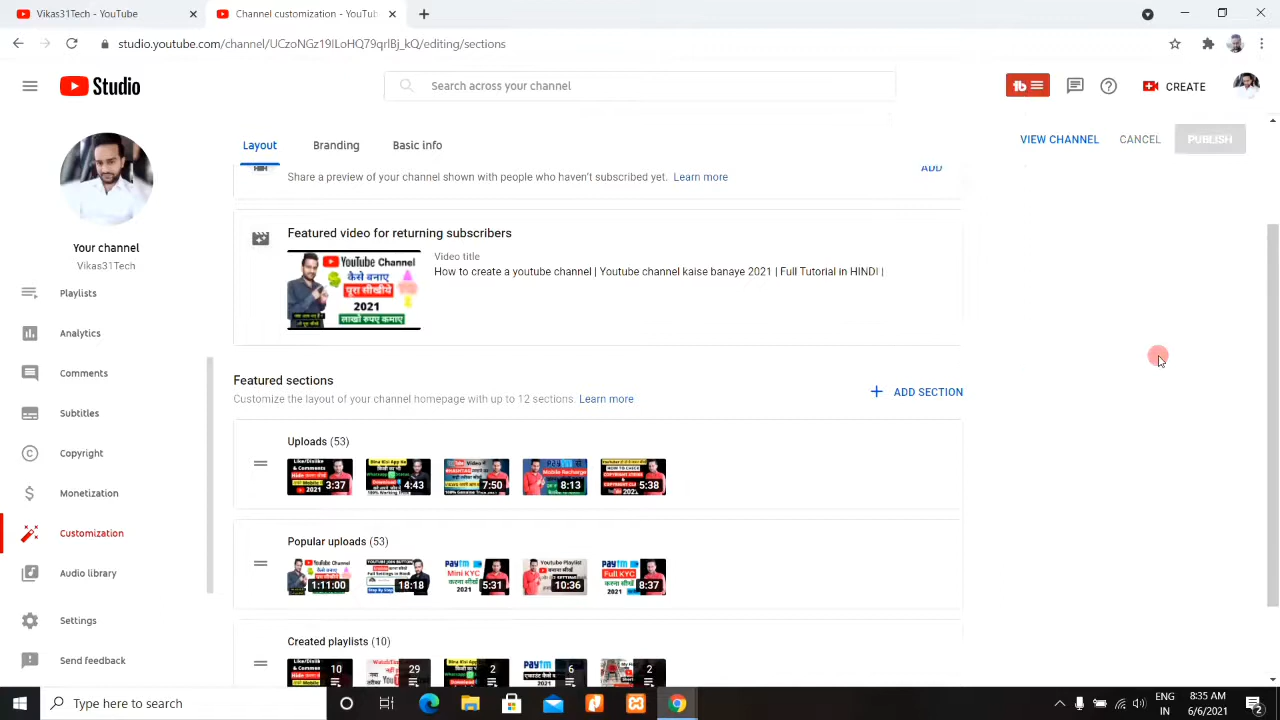 Vikas31Tech - YouTube
Customization - YouTu
studio.youtube.com/channel/UCzoNGz19ILoHQ79qrlBj_kQ/editing/sections
Studio
Search across your channel
CREATE
Your channel
Vikas31Tech
Playlists
Analytics
Comments
Subtitles
Copyright
Monetization
Customization
Audio library
Settings
Send feedback
Layout
Branding
Basic info
VIEW CHANNEL
CANCEL
PUBLISH
Share a preview of your channel shown with people who haven't subscribed yet. Learn more
ADD
Featured video for returning subscribers
YouTube Channel
कैसे बनाए
पूरा सीखीये
2021
लाखों रुपए कमाए
Video title
How to create a youtube channel | Youtube channel kaise banaye 2021 | Full Tutorial in HINDI |
Featured sections
Customize the layout of your channel homepage with up to 12 sections. Learn more
ADD SECTION
Uploads (53)
3:37
4:43
7:50
8:13
5:38
Popular uploads (53)
1:11:00
18:18
5:31
10:36
8:37
Created playlists (10)
10
29
2
6
2
Type here to search
ENG
IN
8:35 AM
6/6/2021
2